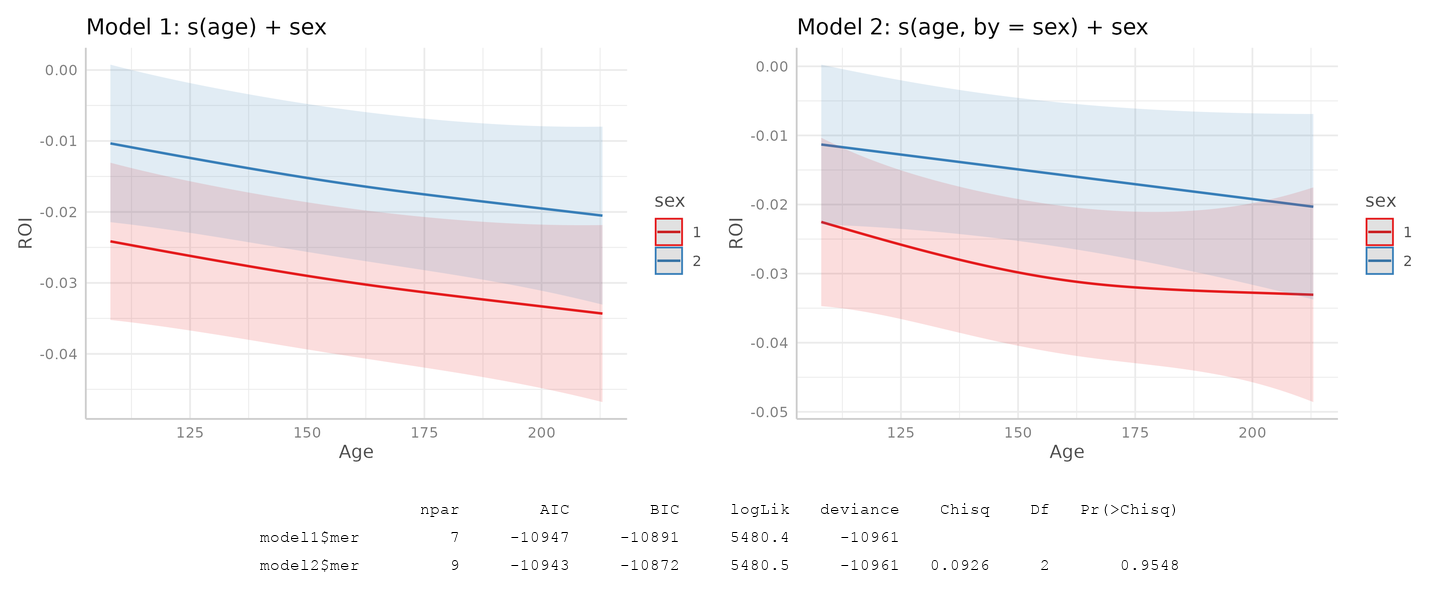 Model 1: s(age) + sex
0.00
-0.01
-0.02
-0.03
-0.04
ROI
125 150 175 200
Age
sex
1
2
Model 2: s(age, by = sex) + sex
0.00
-0.01
-0.02
-0.03
-0.04
-0.05
ROI
125 150 175 200
Age
sex
1
2
npar AIC BIC logLik deviance Chisq Df Pr(>Chisq)
model1$mer 7 -10947 -10891 5480.4 -10961
model2$mer 9 -10943 -10872 5480.5 -10961 0.0926 2 0.9548